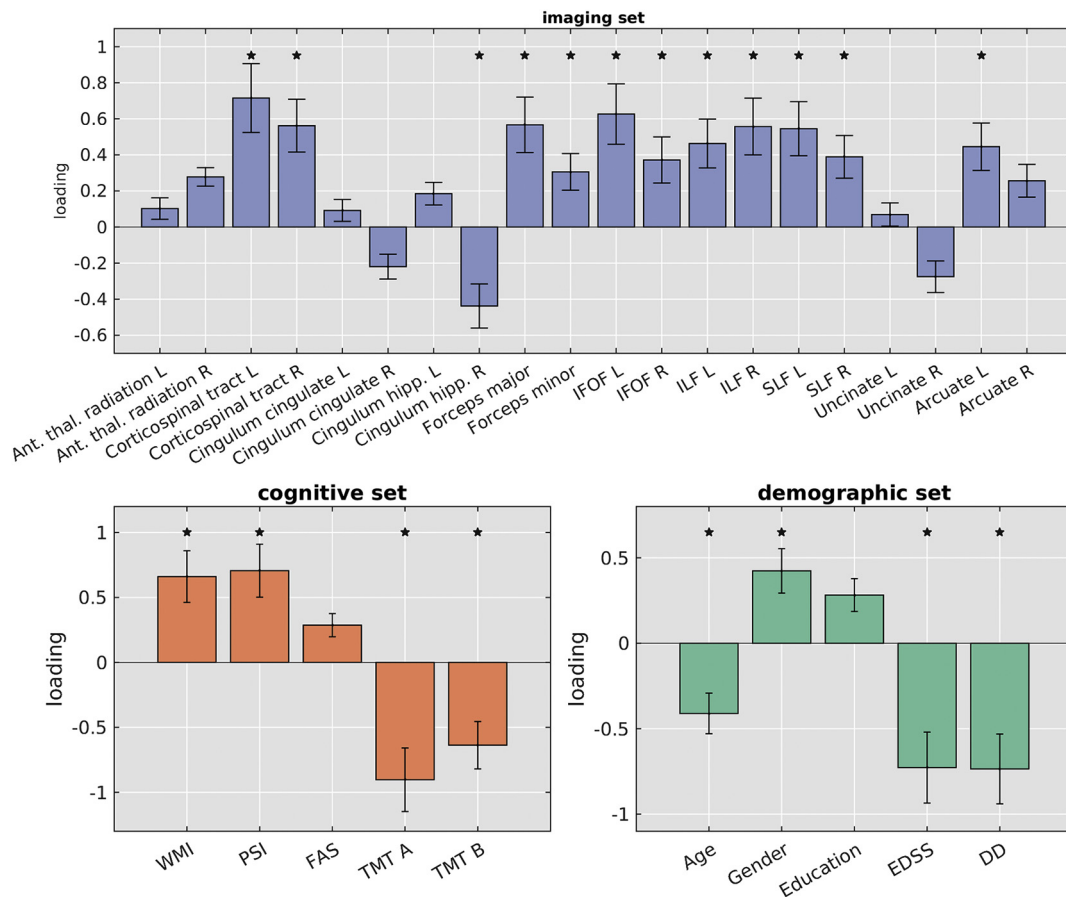 imaging set
loading
1
0.8
0.6
0.4
0.2
0
-0.2
-0.4
-0.6
Ant. thal. radiation L
Ant. thal. radiation R
Corticospinal tract L
Corticospinal tract R
Cingulum cingulate L
Cingulum cingulate R
Cingulum hipp. L
Cingulum hipp. R
Forceps major
Forceps minor
IFOF L
IFOF R
ILF L
ILF R
SLF L
SLF R
Uncinate L
Uncinate R
Arcuate L
Arcuate R
cognitive set
loading
1
0.5
0
-0.5
-1
WMI
PSI
FAS
TMT A
TMT B
demographic set
loading
0.5
0
-0.5
-1
Age
Gender
Education
EDSS
DD